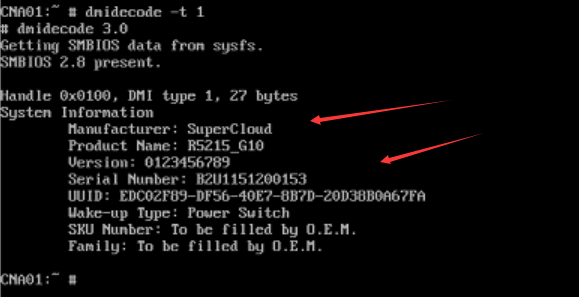 CNA01:~ # dmidecode -t 1
# dmidecode 3.0
Getting SMBIOS data from sysfs.
SMBIOS 2.8 present.
Handle 0x0100, DMI type 1, 27 bytes
System Information
Manufacturer: SuperCloud
Product Name: R5215_G10
Version: 0123456789
Serial Number: B2U1151200153
UUID: EDC02F89-DF56-40E7-8B7D-20D38B0A67FA
Wake-up Type: Power Switch
SKU Number: To be filled by O.E.M.
Family: To be filled by O.E.M.
CNA01:~ #